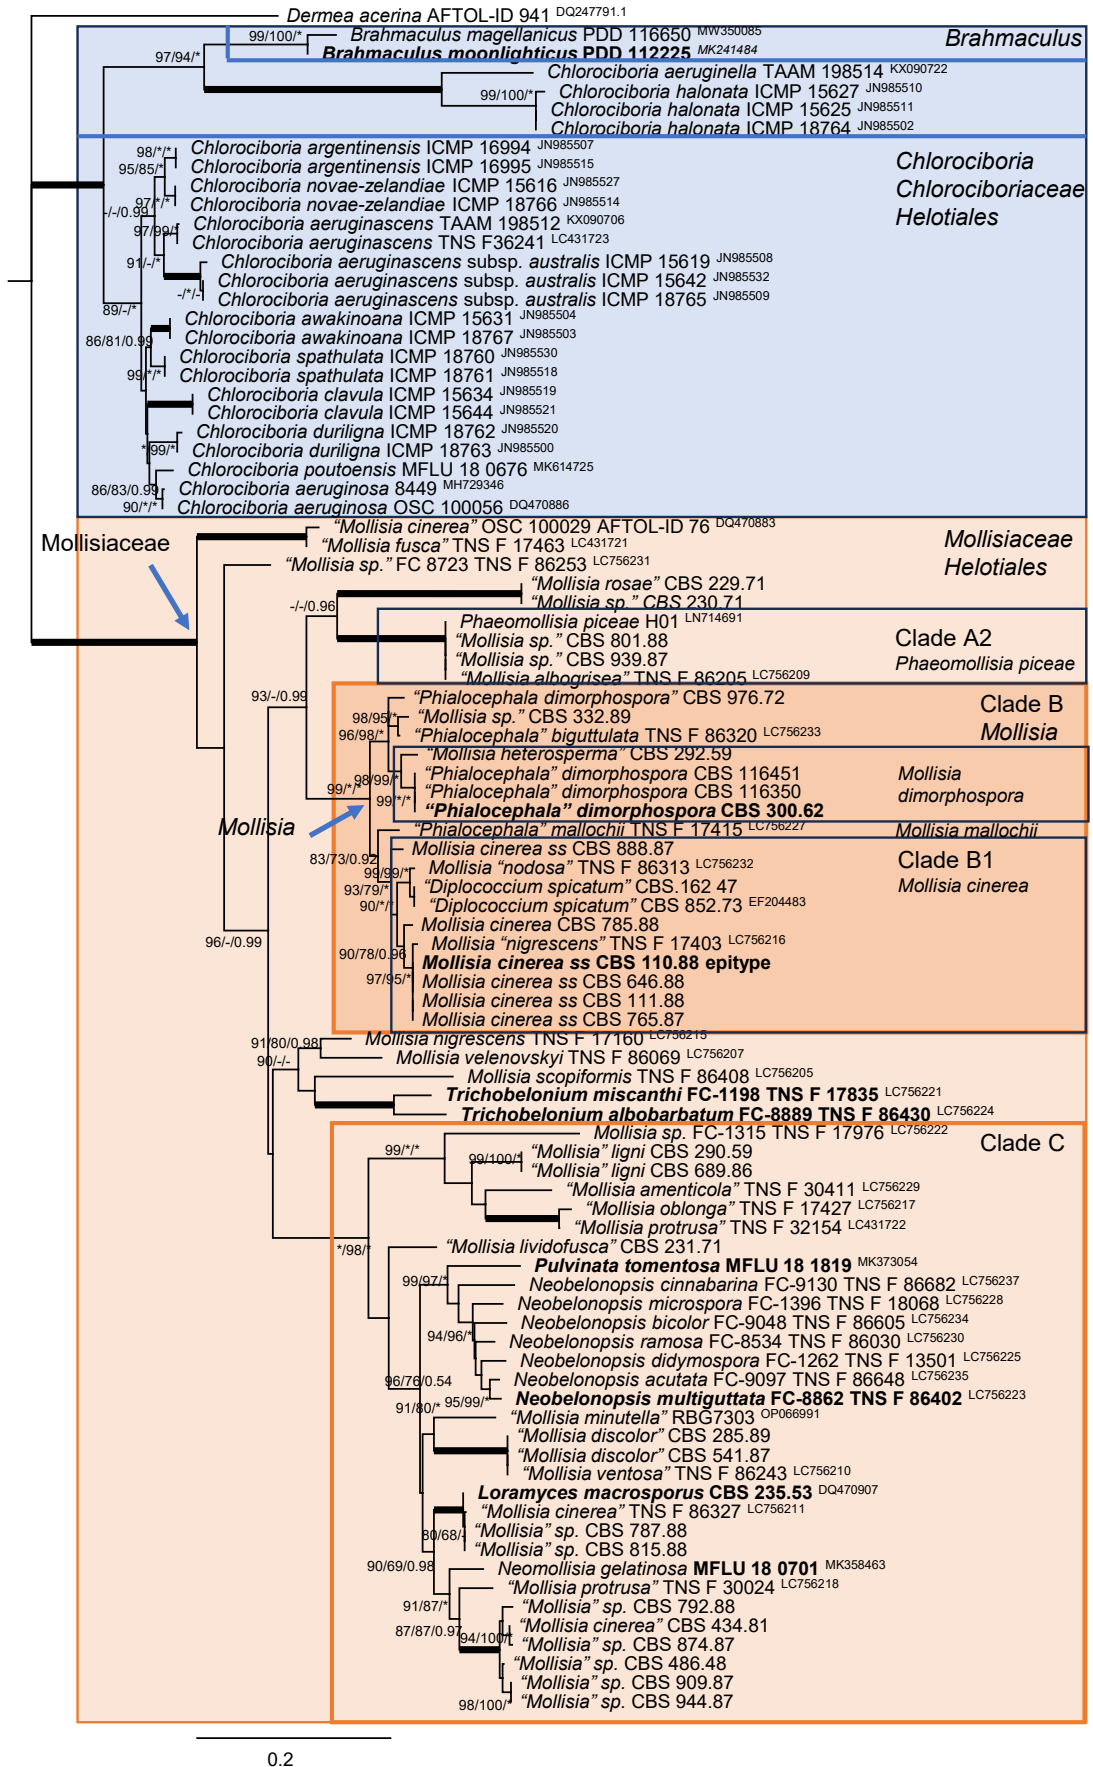 Dermea acerina AFTOL-ID 941 DQ247791.1
99/100/* Brahmaculus magellanicus PDD 116650 MW350085 Brahmaculus
Brahmaculus moonlighticus PDD 112225 MK241484
97/94/*
Chlorociboria aeruginella TAAM 198514 KX090722
99/100/* Chlorociboria halonata ICMP 15627 JN985510
Chlorociboria halonata ICMP 15625 JN985511
Chlorociboria halonata ICMP 18764 JN985502
98/*/* Chlorociboria argentinensis ICMP 16994 JN985507
Chlorociboria
95/85/* Chlorociboria argentinensis ICMP 16995 JN985515
Chlorociboriaceae
Chlorociboria novae-zelandiae ICMP 15616 JN985527
97/*/* Chlorociboria novae-zelandiae ICMP 18766 JN985514
Helotiales
-/-/0.99
Chlorociboria aeruginascens TAAM 198512 KX090706
97/99/* Chlorociboria aeruginascens TNS F36241 LC431723
91/-/* Chlorociboria aeruginascens subsp. australis ICMP 15619 JN985508
Chlorociboria aeruginascens subsp. australis ICMP 15642 JN985532
-/*/- Chlorociboria aeruginascens subsp. australis ICMP 18765 JN985509
89/-/* Chlorociboria awakinoana ICMP 15631 JN985504
Chlorociboria awakinoana ICMP 18767 JN985503
86/81/0.99
Chlorociboria spathulata ICMP 18760 JN985530
99/*/* Chlorociboria spathulata ICMP 18761 JN985518
Chlorociboria clavula ICMP 15634 JN985519
Chlorociboria clavula ICMP 15644 JN985521
Chlorociboria duriligna ICMP 18762 JN985520
*/99/* Chlorociboria duriligna ICMP 18763 JN985500
Chlorociboria poutoensis MFLU 18 0676 MK614725
86/83/0.99 Chlorociboria aeruginosa 8449 MH729346
90/*/* Chlorociboria aeruginosa OSC 100056 DQ470886
“Mollisia cinerea” OSC 100029 AFTOL-ID 76 DQ470883
Mollisiaceae “Mollisia fusca” TNS F 17463 LC431721 Mollisiaceae
“Mollisia sp.” FC 8723 TNS F 86253 LC756231 Helotiales
“Mollisia rosae” CBS 229.71
-/-/0.96 “Mollisia sp.” CBS 230.71
Phaeomollisia piceae H01 LN714691
“Mollisia sp.” CBS 801.88 Clade A2
“Mollisia sp.” CBS 939.87 Phaeomollisia piceae
“Mollisia albogrisea” TNS F 86205 LC756209
93/-/0.99 “Phialocephala dimorphospora” CBS 976.72 Clade B
98/95/* “Mollisia sp.” CBS 332.89
96/98/* “Phialocephala” biguttulata TNS F 86320 LC756233 Mollisia
“Mollisia heterosperma” CBS 292.59
98/99/* “Phialocephala” dimorphospora CBS 116451 Mollisia
99/*/* “Phialocephala” dimorphospora CBS 116350 dimorphospora
99/*/* “Phialocephala” dimorphospora CBS 300.62
Mollisia “Phialocephala” mallochii TNS F 17415 LC756227 Mollisia mallochii
Mollisia cinerea ss CBS 888.87 Clade B1
83/73/0.92
99/99/* Mollisia “nodosa” TNS F 86313 LC756232
93/79/* “Diplococcium spicatum” CBS.162 47 Mollisia cinerea
90/*/* “Diplococcium spicatum” CBS 852.73 EF204483
Mollisia cinerea CBS 785.88
96/-/0.99 Mollisia “nigrescens” TNS F 17403 LC756216
90/78/0.96 Mollisia cinerea ss CBS 110.88 epitype
97/95/* Mollisia cinerea ss CBS 646.88
Mollisia cinerea ss CBS 111.88
Mollisia cinerea ss CBS 765.87
91/80/0.98 Mollisia nigrescens TNS F 17160 LC756215
90/-/- Mollisia velenovskyi TNS F 86069 LC756207
Mollisia scopiformis TNS F 86408 LC756205
Trichobelonium miscanthi FC-1198 TNS F 17835 LC756221
Trichobelonium albobarbatum FC-8889 TNS F 86430 LC756224
Mollisia sp. FC-1315 TNS F 17976 LC756222 Clade C
99/*/* “Mollisia” ligni CBS 290.59
99/100/* “Mollisia” ligni CBS 689.86
“Mollisia amenticola” TNS F 30411 LC756229
“Mollisia oblonga” TNS F 17427 LC756217
“Mollisia protrusa” TNS F 32154 LC431722
*/98/* “Mollisia lividofusca” CBS 231.71
Pulvinata tomentosa MFLU 18 1819 MK373054
99/97/* Neobelonopsis cinnabarina FC-9130 TNS F 86682 LC756237
Neobelonopsis microspora FC-1396 TNS F 18068 LC756228
Neobelonopsis bicolor FC-9048 TNS F 86605 LC756234
94/96/* Neobelonopsis ramosa FC-8534 TNS F 86030 LC756230
Neobelonopsis didymospora FC-1262 TNS F 13501 LC756225
96/76/0.54 Neobelonopsis acutata FC-9097 TNS F 86648 LC756235
95/99/* Neobelonopsis multiguttata FC-8862 TNS F 86402 LC756223
91/80/* “Mollisia minutella” RBG7303 OP066991
“Mollisia discolor” CBS 285.89
“Mollisia discolor” CBS 541.87
“Mollisia ventosa” TNS F 86243 LC756210
Loramyces macrosporus CBS 235.53 DQ470907
“Mollisia cinerea” TNS F 86327 LC756211
80/68/- “Mollisia” sp. CBS 787.88
“Mollisia” sp. CBS 815.88
90/69/0.98 Neomollisia gelatinosa MFLU 18 0701 MK358463
“Mollisia protrusa” TNS F 30024 LC756218
91/87/* “Mollisia” sp. CBS 792.88
“Mollisia cinerea” CBS 434.81
87/87/0.97 94/100/* “Mollisia” sp. CBS 874.87
“Mollisia” sp. CBS 486.48
“Mollisia” sp. CBS 909.87
98/100/* “Mollisia” sp. CBS 944.87
0.2